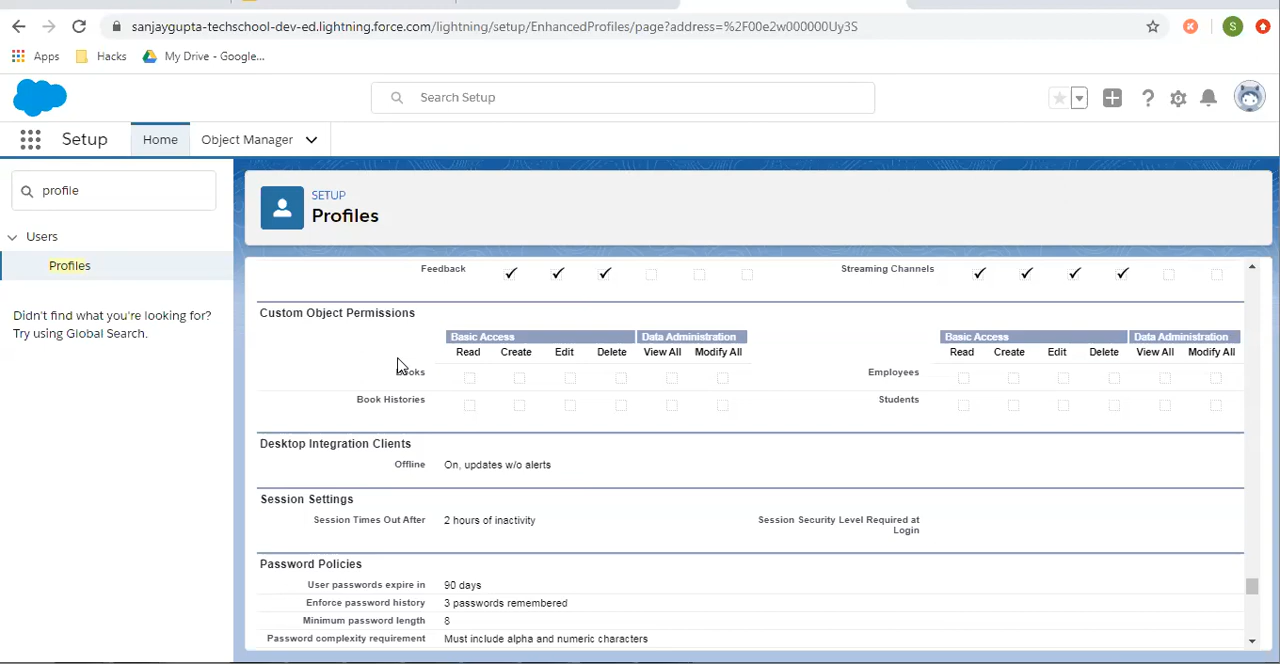 sanjaygupta-techschool-dev-ed.lightning.force.com/lightning/setup/EnhancedProfiles/page?address=%2F00e2w000000Uy3S
S
Apps Hacks My Drive - Google...
Search Setup
Setup Home Object Manager
profile
Users
Profiles
Didn't find what you're looking for?
Try using Global Search.
SETUP
Profiles
Feedback Streaming Channels
Custom Object Permissions
Basic Access Data Administration Basic Access Data Administration
Read Create Edit Delete View All Modify All Read Create Edit Delete View All Modify All
Books Employees
Book Histories Students
Desktop Integration Clients
Offline On, updates w/o alerts
Session Settings
Session Times Out After 2 hours of inactivity Session Security Level Required at
Login
Password Policies
User passwords expire in 90 days
Enforce password history 3 passwords remembered
Minimum password length 8
Password complexity requirement Must include alpha and numeric characters